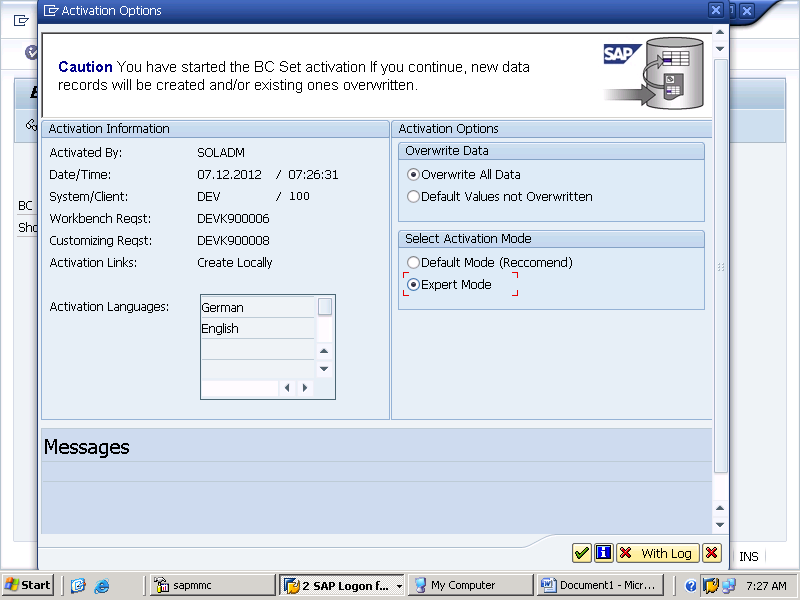 Activation Options
Caution You have started the BC Set activation If you continue, new data
records will be created and/or existing ones overwritten.
SAP
Activation Information
Activated By: SOLADM
Date/Time: 07.12.2012 / 07:26:31
System/Client: DEV / 100
Workbench Reqst: DEVK900006
Customizing Reqst: DEVK900008
Activation Links: Create Locally
Activation Languages:
German
English
Activation Options
Overwrite Data
Overwrite All Data
Default Values not Overwritten
Select Activation Mode
Default Mode (Reccomend)
Expert Mode
BC
Sho
Messages
With Log
INS
Start
sapmmc
2 SAP Logon f...
My Computer
Document1 - Micr...
7:27 AM